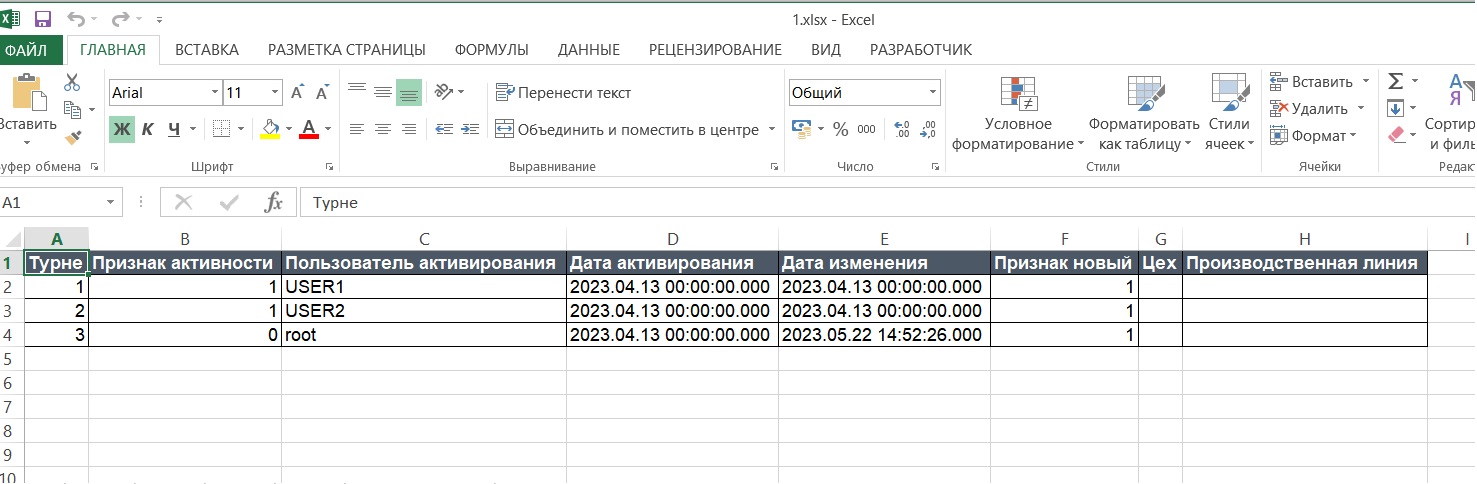 1.xlsx - Excel
ФАЙЛ ГЛАВНАЯ ВСТАВКА РАЗМЕТКА СТРАНИЦЫ ФОРМУЛЫ ДАННЫЕ РЕЦЕНЗИРОВАНИЕ ВИД РАЗРАБОТЧИК
Arial 11 Перенести текст Общий Вставить
Ж К Ч А Объединить и поместить в центре % 000 Условное Форматировать Стили Удалить
Вставить форматирование как таблицу ячеек Формат Сортир
и филь
уфер обмена Шрифт Выравнивание Число Стили Ячейки Редакт
A1 fx Турне
A B C D E F G H I
1 Турне Признак активности Пользователь активирования Дата активирования Дата изменения Признак новый Цех Производственная линия
2 1 1 USER1 2023.04.13 00:00:00.000 2023.04.13 00:00:00.000 1
3 2 1 USER2 2023.04.13 00:00:00.000 2023.04.13 00:00:00.000 1
4 3 0 root 2023.04.13 00:00:00.000 2023.05.22 14:52:26.000 1
5
6
7
8
9
10